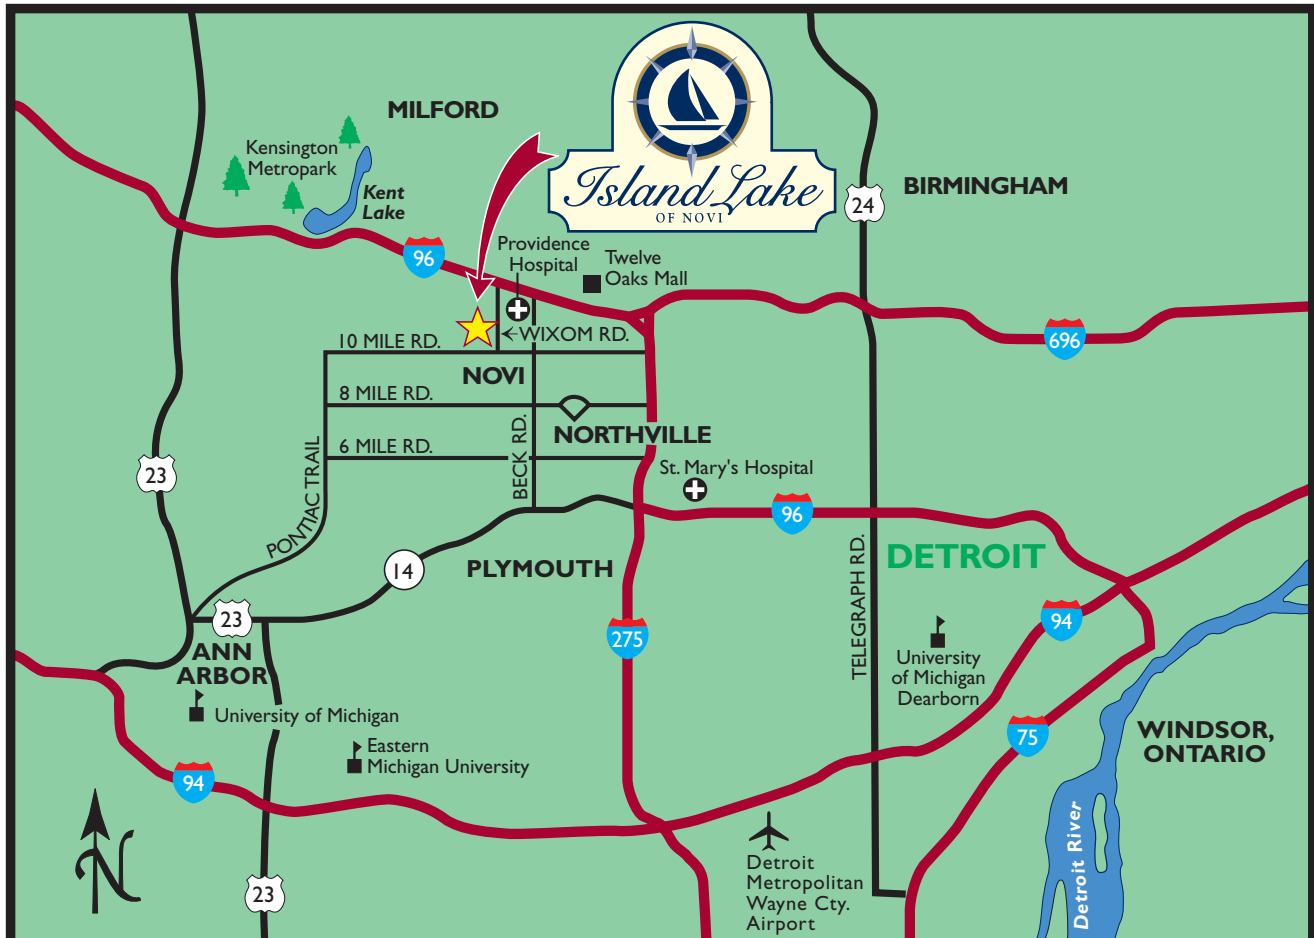 MILFORD
Kensington
Metropark
Kent
Lake
Island Lake
OF NOVI
24
BIRMINGHAM
96
Providence
Hospital
Twelve
Oaks Mall
WIXOM RD.
10 MILE RD.
696
NOVI
8 MILE RD.
NORTHVILLE
6 MILE RD.
BECK RD.
PONTIAC TRAIL
23
St. Mary's Hospital
96
DETROIT
14
PLYMOUTH
TELEGRAPH RD.
23
ANN
ARBOR
275
94
University
of Michigan
Dearborn
University of Michigan
Eastern
Michigan University
75
WINDSOR,
ONTARIO
94
N
23
Detroit
Metropolitan
Wayne Cty.
Airport
Detroit River